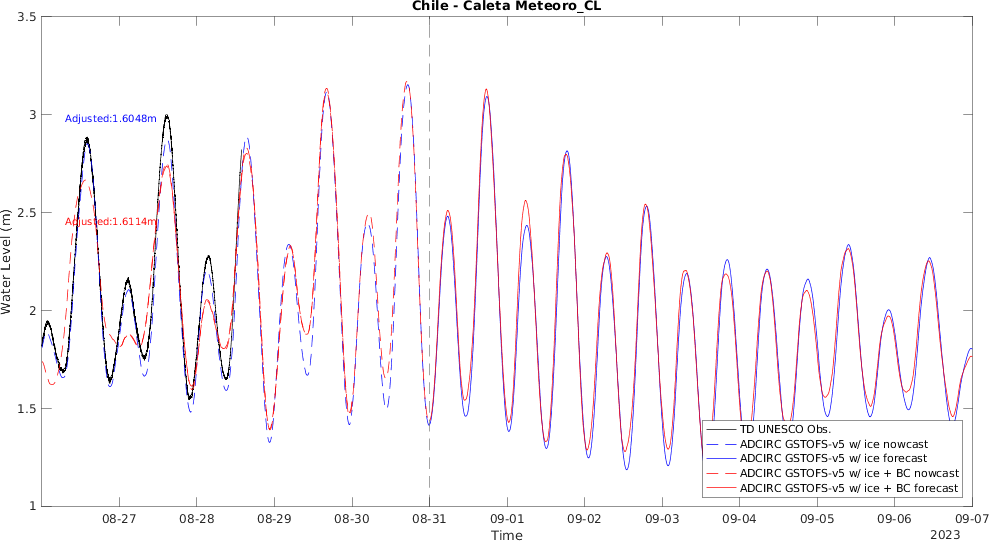 Chile - Caleta Meteoro_CL
3.5
3
2.5
2
1.5
1
Water Level (m)
Adjusted:1.6048m
Adjusted:1.6114m
TD UNESCO Obs.
ADCIRC GSTOFS-v5 w/ ice nowcast
ADCIRC GSTOFS-v5 w/ ice forecast
ADCIRC GSTOFS-v5 w/ ice + BC nowcast
ADCIRC GSTOFS-v5 w/ ice + BC forecast
08-27 08-28 08-29 08-30 08-31 09-01 09-02 09-03 09-04 09-05 09-06 09-07
Time
2023